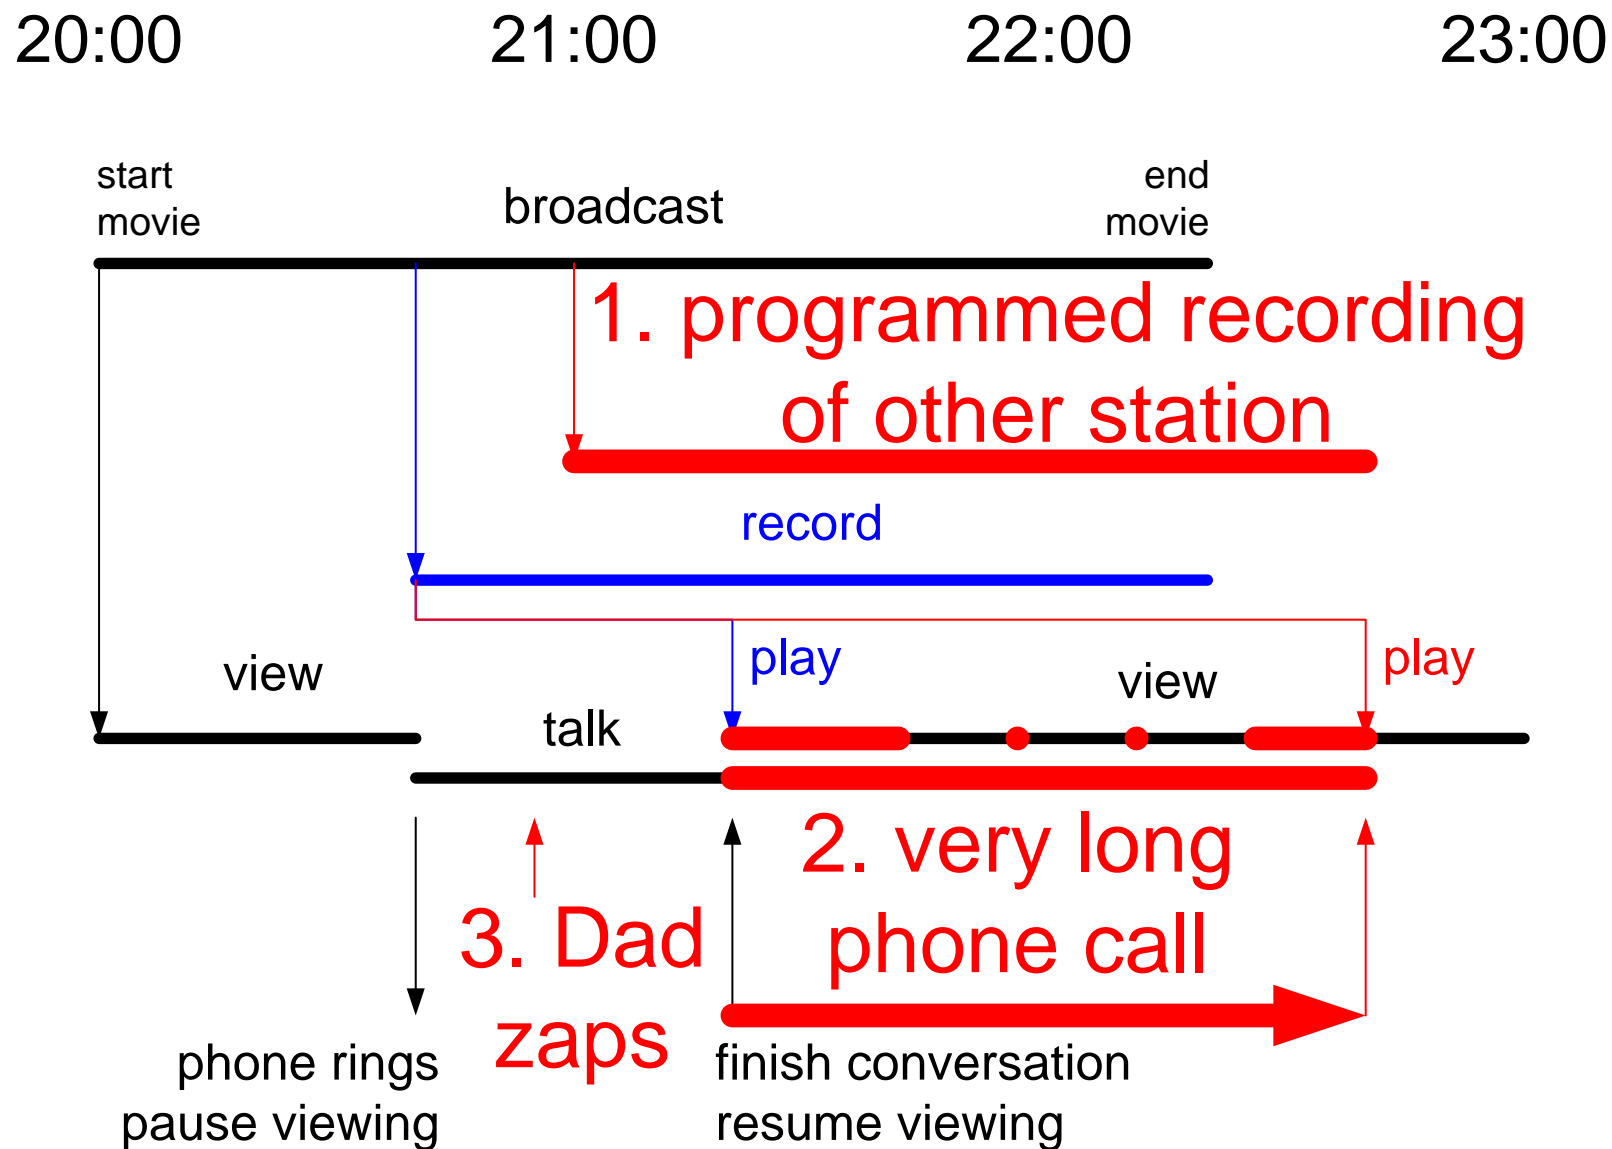 20:00 21:00 22:00 23:00
start
movie
broadcast
end
movie
1. programmed recording
of other station
record
view
talk
play
view
play
3. Dad
zaps
2. very long
phone call
phone rings
pause viewing
finish conversation
resume viewing